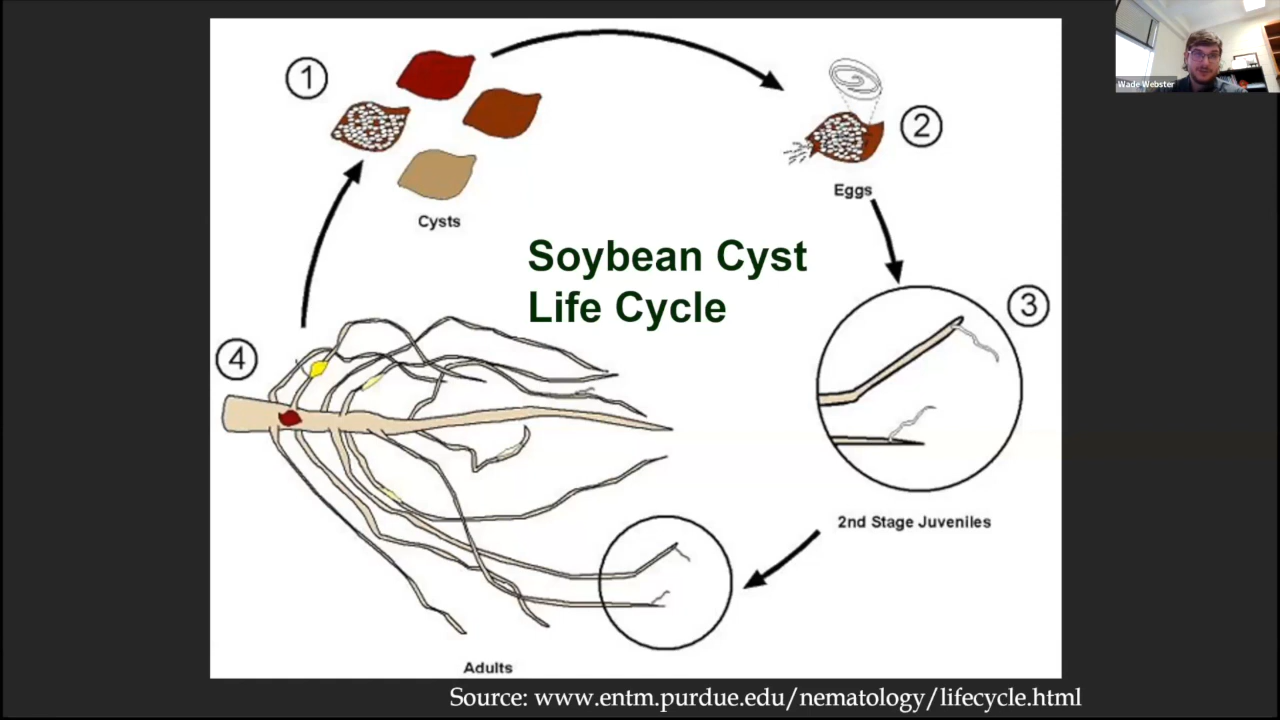 Wade Webster
1
2
Eggs
Cysts
Soybean Cyst
Life Cycle
3
4
2nd Stage Juveniles
Adults
Source: www.entm.purdue.edu/nematology/lifecycle.html